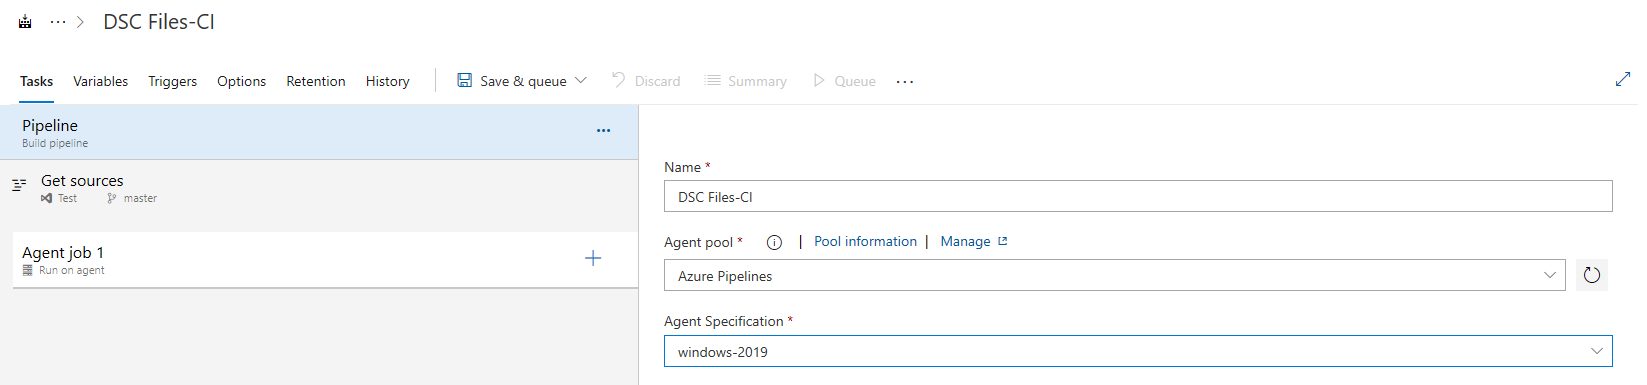 ··· > DSC Files-CI
Tasks Variables Triggers Options Retention History Save & queue Discard Summary Queue ···
Pipeline ···
Build pipeline
Get sources
Test master
Agent job 1
Run on agent
Name *
DSC Files-CI
Agent pool * | Pool information | Manage
Azure Pipelines
Agent Specification *
windows-2019